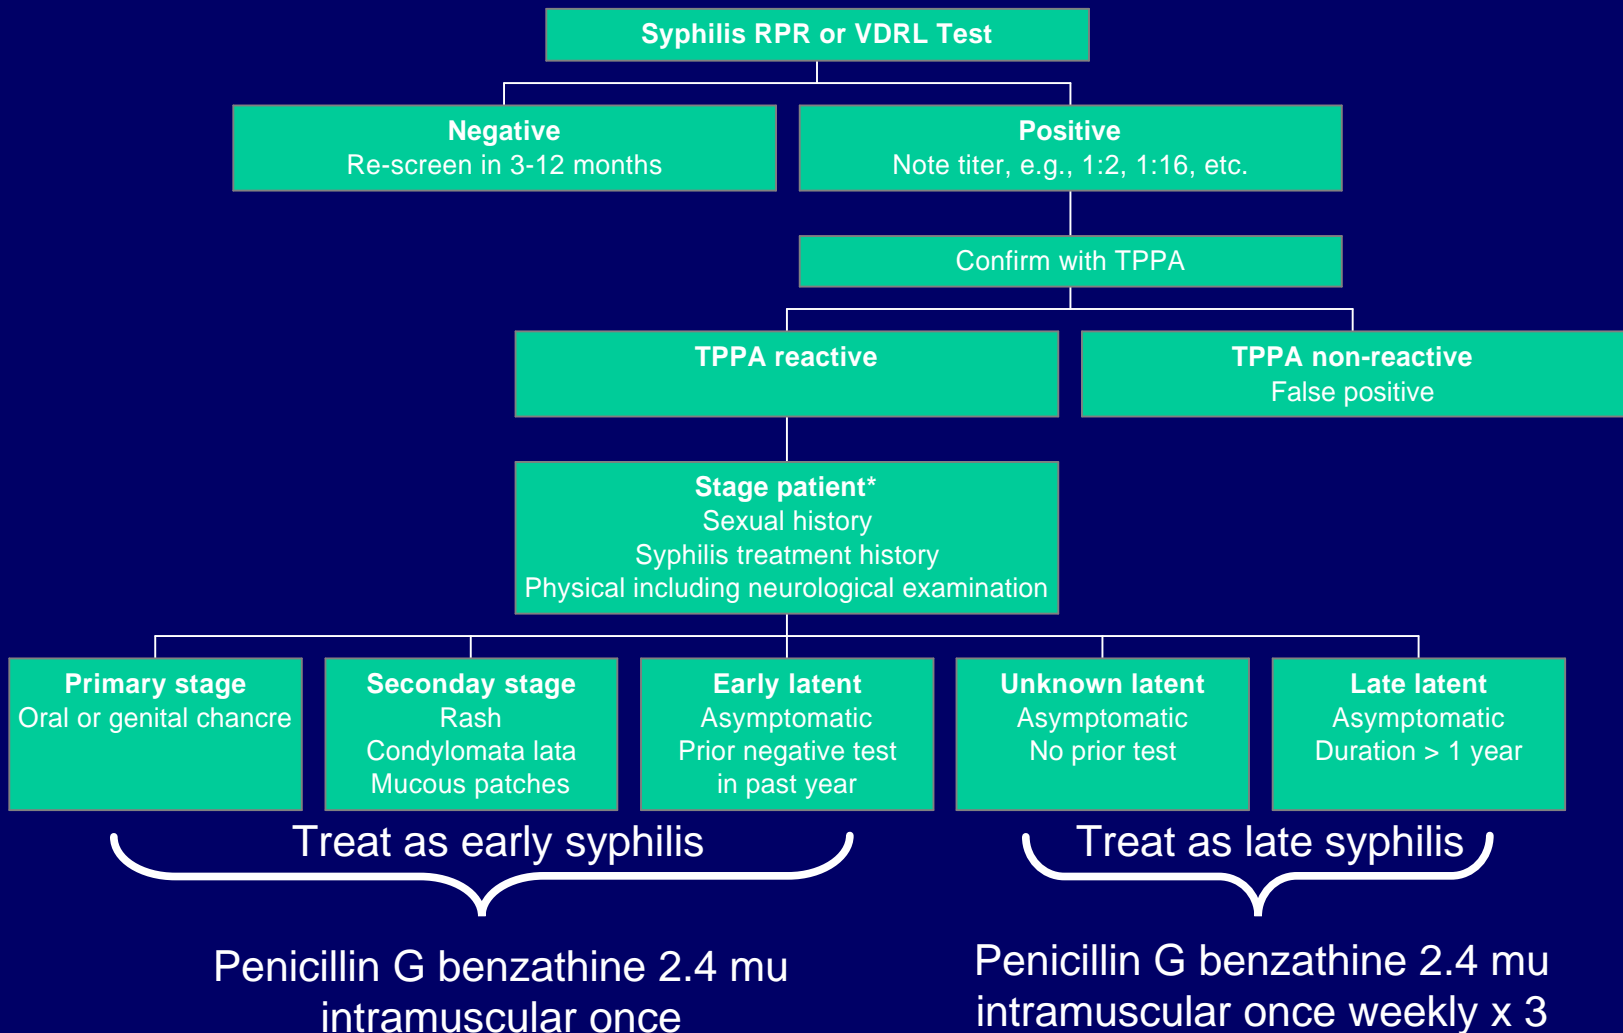 Syphilis RPR or VDRL Test
Negative
Re-screen in 3-12 months
Positive
Note titer, e.g., 1:2, 1:16, etc.
Confirm with TPPA
TPPA reactive
TPPA non-reactive
False positive
Stage patient*
Sexual history
Syphilis treatment history
Physical including neurological examination
Primary stage
Oral or genital chancre
Seconday stage
Rash
Condylomata lata
Mucous patches
Early latent
Asymptomatic
Prior negative test
in past year
Unknown latent
Asymptomatic
No prior test
Late latent
Asymptomatic
Duration > 1 year
Treat as early syphilis
Treat as late syphilis
Penicillin G benzathine 2.4 mu
intramuscular once
Penicillin G benzathine 2.4 mu
intramuscular once weekly x 3